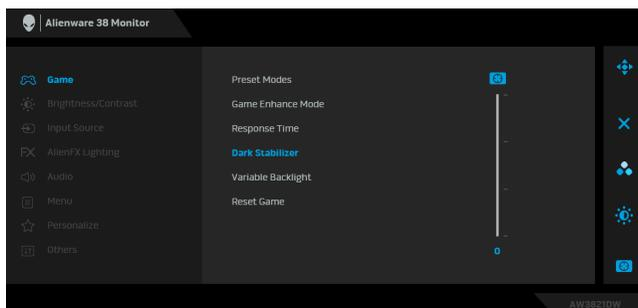 Alienware 38 Monitor
Game
Brightness/Contrast
Input Source
AlienFX Lighting
Audio
Menu
Personalize
Others
Preset Modes
Game Enhance Mode
Response Time
Dark Stabilizer
Variable Backlight
Reset Game
0
AW3821DW